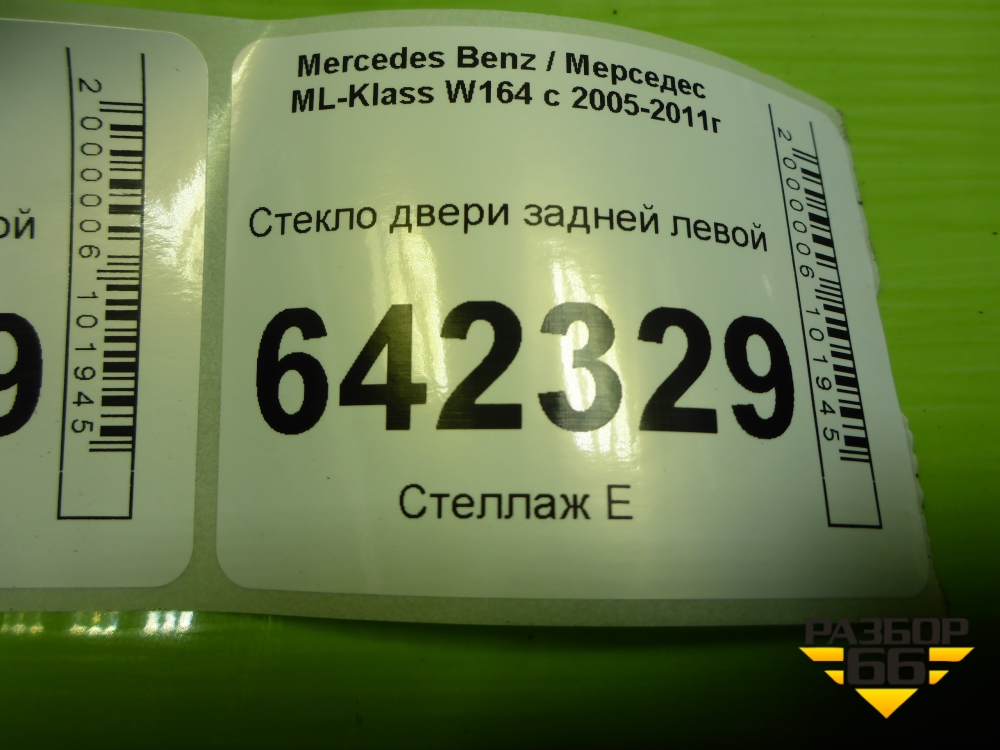 ой
9
2000006101945
Mercedes Benz / Мерседес
ML-Klass W164 с 2005-2011г
Стекло двери задней левой
642329
Стеллаж Е
2000006101945
РАЗБОР
66